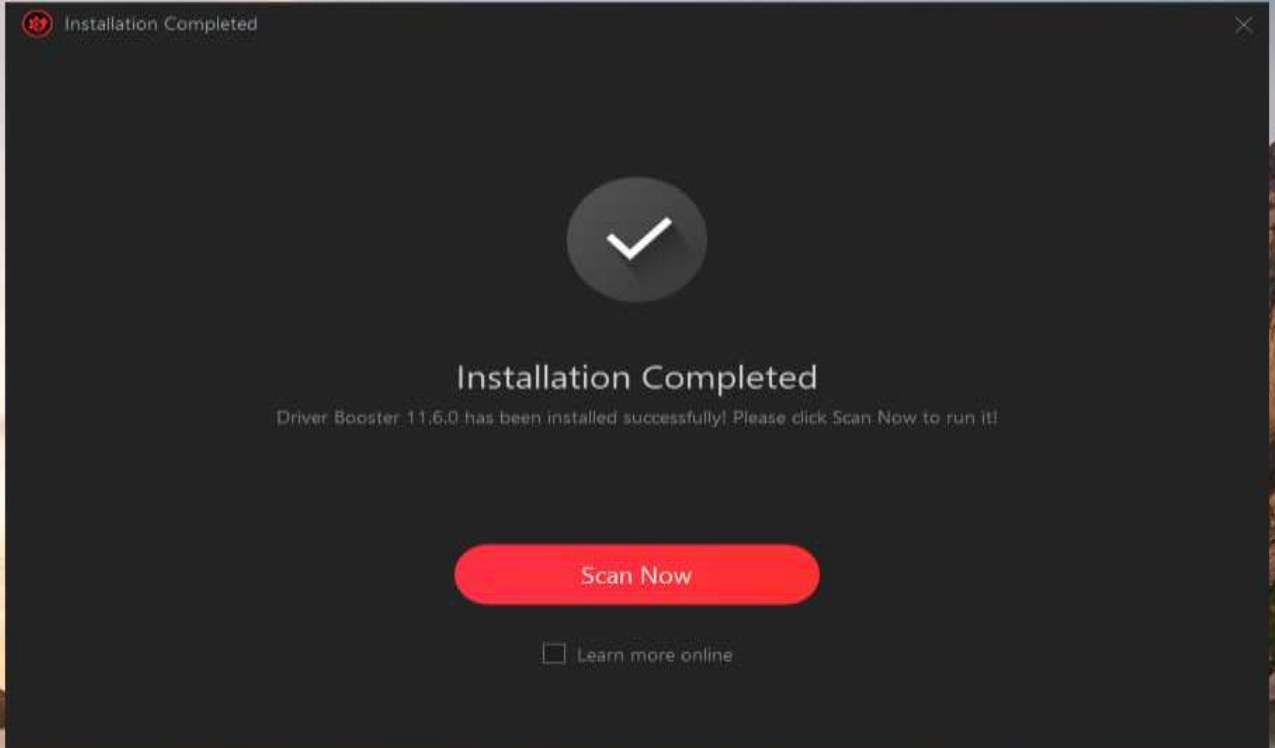 Installation Completed
Installation Completed
Driver Booster 11.6.0 has been installed successfully! Please click Scan Now to run it!
Scan Now
Learn more online